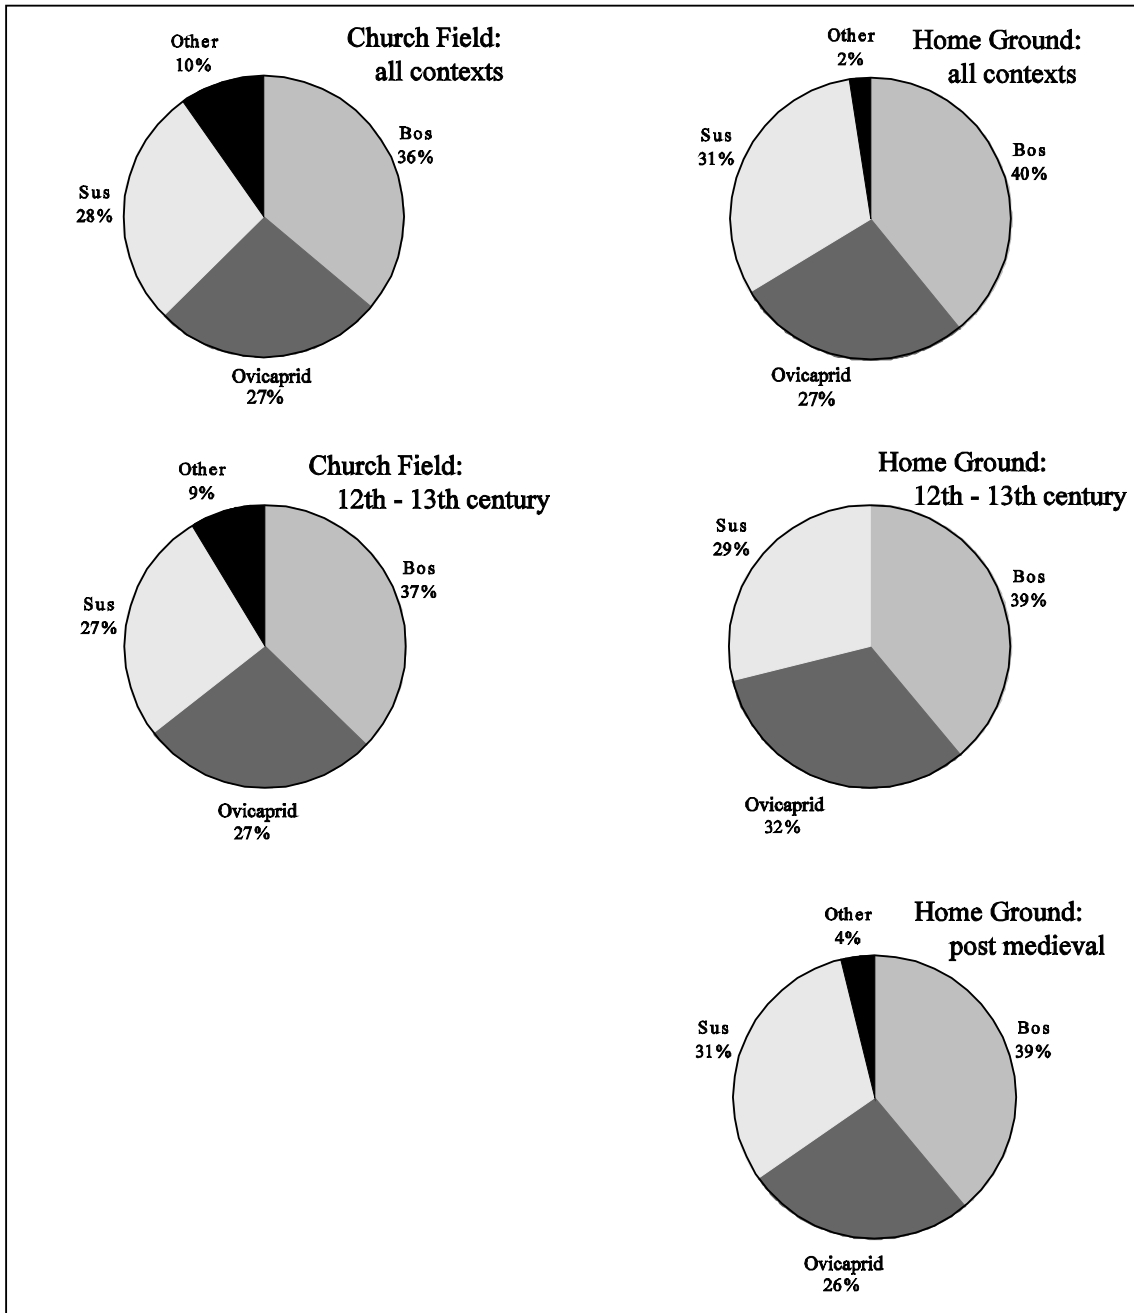 Church Field:
all contexts
Other
10%
Bos
36%
Sus
28%
Ovicaprid
27%
Home Ground:
all contexts
Other
2%
Sus
31%
Bos
40%
Ovicaprid
27%
Church Field:
12th - 13th century
Other
9%
Bos
37%
Sus
27%
Ovicaprid
27%
Home Ground:
12th - 13th century
Sus
29%
Bos
39%
Ovicaprid
32%
Home Ground:
post medieval
Other
4%
Sus
31%
Bos
39%
Ovicaprid
26%